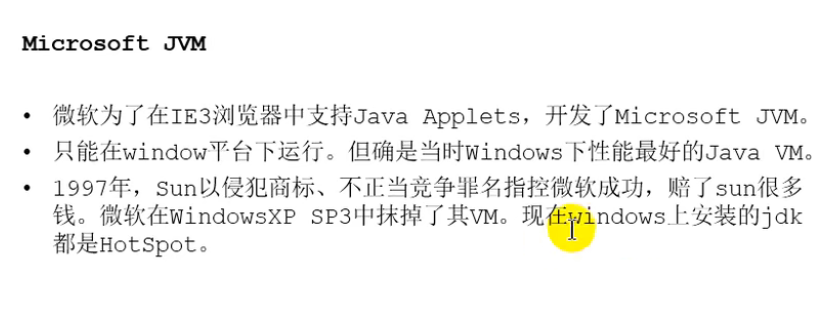 Microsoft JVM
• 微软为了在IE3浏览器中支持Java Applets，开发了Microsoft JVM。
• 只能在window平台下运行。但确是当时Windows下性能最好的Java VM。
• 1997年，Sun以侵犯商标、不正当竞争罪名指控微软成功，赔了sun很多
钱。微软在WindowsXP SP3中抹掉了其VM。现在windows上安装的jdk
都是HotSpot。